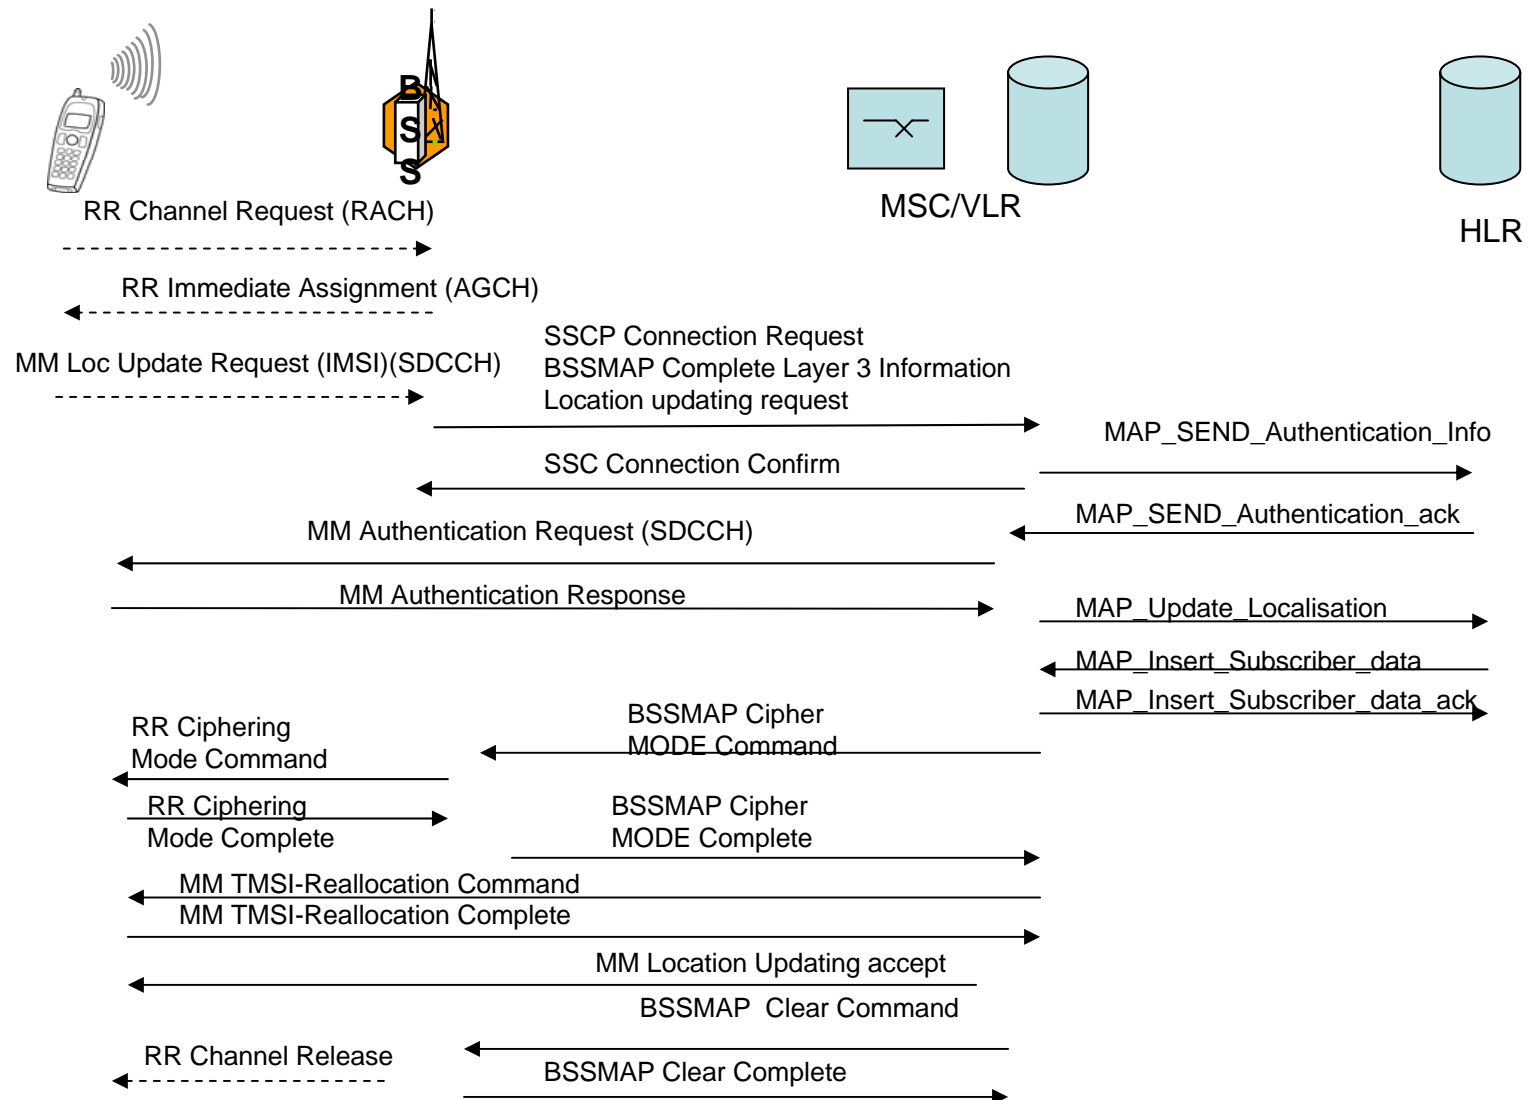 B
S
S
MSC/VLR
HLR
RR Channel Request (RACH)
RR Immediate Assignment (AGCH)
SSCP Connection Request
MM Loc Update Request (IMSI)(SDCCH)
BSSMAP Complete Layer 3 Information
Location updating request
MAP_SEND_Authentication_Info
SSC Connection Confirm
MAP_SEND_Authentication_ack
MM Authentication Request (SDCCH)
MM Authentication Response
MAP_Update_Localisation
MAP_Insert_Subscriber_data
MAP_Insert_Subscriber_data_ack
RR Ciphering
Mode Command
BSSMAP Cipher
MODE Command
RR Ciphering
Mode Complete
BSSMAP Cipher
MODE Complete
MM TMSI-Reallocation Command
MM TMSI-Reallocation Complete
MM Location Updating accept
BSSMAP  Clear Command
RR Channel Release
BSSMAP Clear Complete